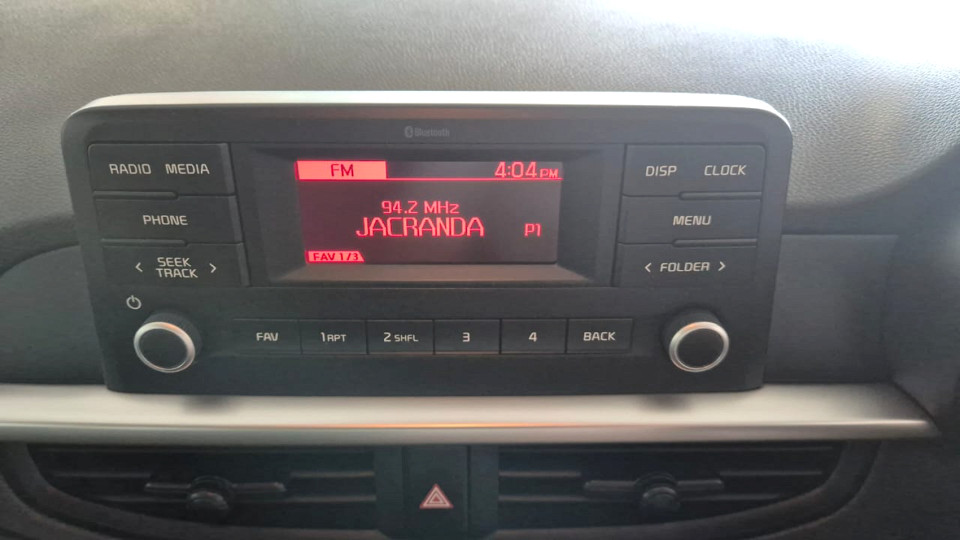 Bluetooth
RADIO MEDIA
PHONE
< SEEK TRACK >
FM 4:04 PM
94.2 MHz
JACRANDA P1
FAV 1/3
DISP CLOCK
MENU
< FOLDER >
FAV 1 RPT 2 SHFL 3 4 BACK